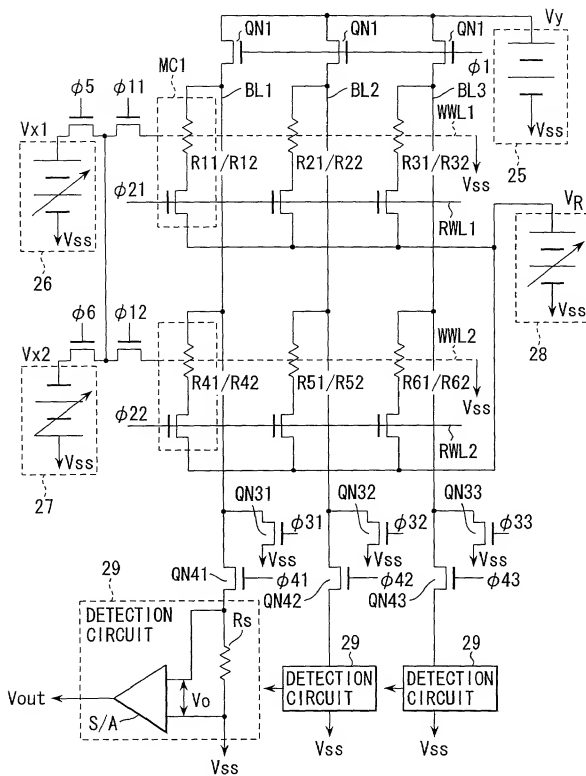 Vy
QN1 QN1 QN1
φ1
MC1
BL1 BL2 BL3
φ5 φ11
Vx1
WWL1
Vss
25
R11/R12 R21/R22 R31/R32
Vss
φ21
Vss
RWL1
VR
26
φ6 φ12
Vx2
WWL2
Vss
28
R41/R42 R51/R52 R61/R62
Vss
φ22
Vss
RWL2
27
QN31 QN32 QN33
φ31 φ32 φ33
Vss Vss Vss
QN41 φ41 QN42 φ42 QN43 φ43
29
DETECTION
CIRCUIT
Rs
29 29
DETECTION
CIRCUIT
DETECTION
CIRCUIT
Vout
Vo
S/A
Vss Vss Vss